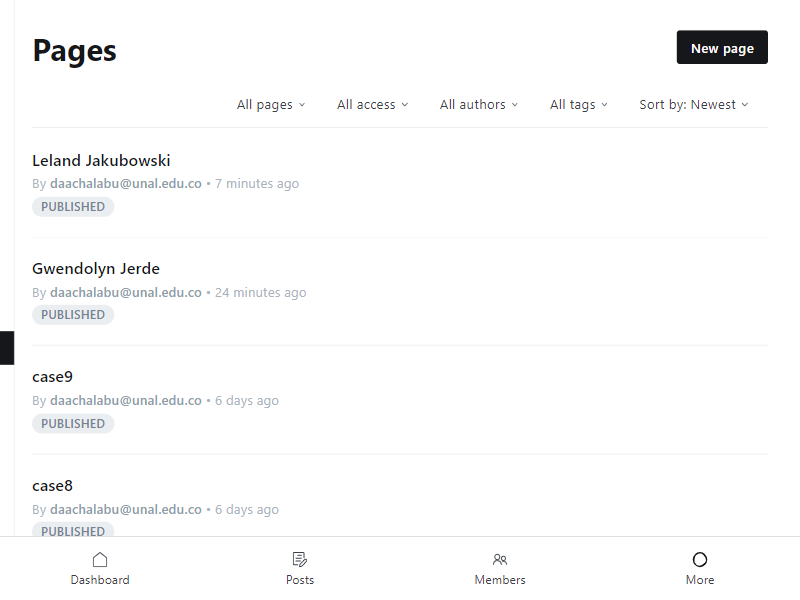 Pages
New page
All pages
All access
All authors
All tags
Sort by: Newest
Leland Jakubowski
By daachalabu@unal.edu.co • 7 minutes ago
PUBLISHED
Gwendolyn Jerde
By daachalabu@unal.edu.co • 24 minutes ago
PUBLISHED
case9
By daachalabu@unal.edu.co • 6 days ago
PUBLISHED
case8
By daachalabu@unal.edu.co • 6 days ago
PUBLISHED
Dashboard
Posts
Members
More